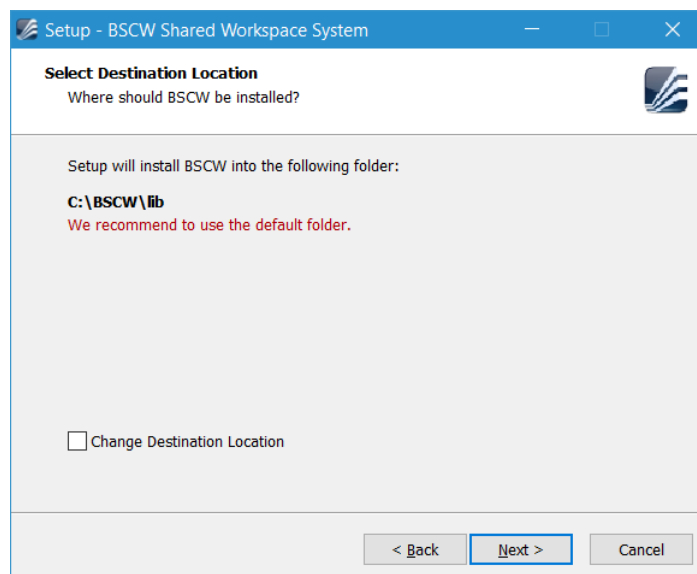 Setup - BSCW Shared Workspace System
Select Destination Location
Where should BSCW be installed?
Setup will install BSCW into the following folder:
C:\BSCW\lib
We recommend to use the default folder.
Change Destination Location
< Back Next > Cancel